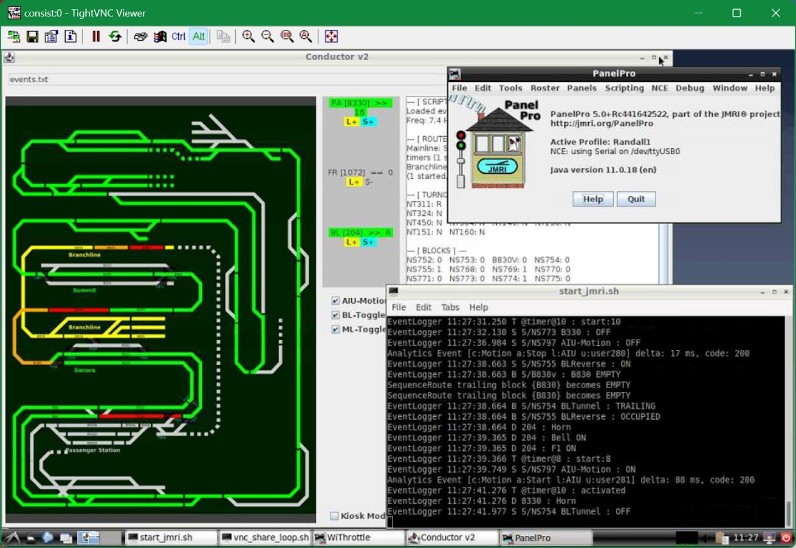 consist:0 - TightVNC Viewer
Ctrl
Alt
Conductor v2
events.txt
PA [8330] >> 16
L+ S+
FR [1072] == 0
L+ S-
BL [204] >> 6
L+ S+
AIU-Motio
BL-Toggle
ML-Toggl
Kiosk Mod
--- [ SCRIPT
Loaded ev
Freq: 7.4 H
--- [ ROUTE
Mainline: S
timers (1 s
Branchline
(1 started,
--- [ TURNO
NT311: R
NT324: N
NT450: N
NT151: N NT160: N
--- [ BLOCKS ] ---
NS752: 0 NS753: 0 B830V: 0 NS754: 0
NS755: 1 NS768: 0 NS769: 1 NS770: 0
NS771: 0 NS773: 0 NS774: 1 NS775: 0
Branchline
Summit
Branchline
Sonora
Passenger Station
PanelPro
File Edit Tools Roster Panels Scripting NCE Debug Window Help
Panel
Pro
JMRI
PanelPro 5.0+Rc441642522, part of the JMRI® project
http://jmri.org/PanelPro
Active Profile: Randall1
NCE: using Serial on /dev/ttyUSB0
Java version 11.0.18 (en)
Help
Quit
start_jmri.sh
File Edit Tabs Help
EventLogger 11:27:31.250 T @timer@10 : start:10
EventLogger 11:27:32.130 S S/NS773 B330 : OFF
EventLogger 11:27:36.984 S S/NS797 AIU-Motion : OFF
Analytics Event [c:Motion a:Stop l:AIU u:user280] delta: 17 ms, code: 200
EventLogger 11:27:38.663 S S/NS755 BLReverse : ON
EventLogger 11:27:38.663 B S/B830v : B830 EMPTY
SequenceRoute trailing block {B830} becomes EMPTY
SequenceRoute trailing block {B830} becomes EMPTY
EventLogger 11:27:38.664 B S/NS754 BLTunnel : TRAILING
EventLogger 11:27:38.664 B S/NS755 BLReverse : OCCUPIED
EventLogger 11:27:38.664 D 204 : Horn
EventLogger 11:27:39.365 D 204 : Bell ON
EventLogger 11:27:39.365 D 204 : F1 ON
EventLogger 11:27:39.366 T @timer@8 : start:8
EventLogger 11:27:39.749 S S/NS797 AIU-Motion : ON
Analytics Event [c:Motion a:Start l:AIU u:user281] delta: 88 ms, code: 200
EventLogger 11:27:41.276 T @timer@10 : activated
EventLogger 11:27:41.276 D 8330 : Horn
EventLogger 11:27:41.977 S S/NS754 BLTunnel : OFF
start_jmri.sh
vnc_share_loop.sh
WiThrottle
Conductor v2
PanelPro
11:27